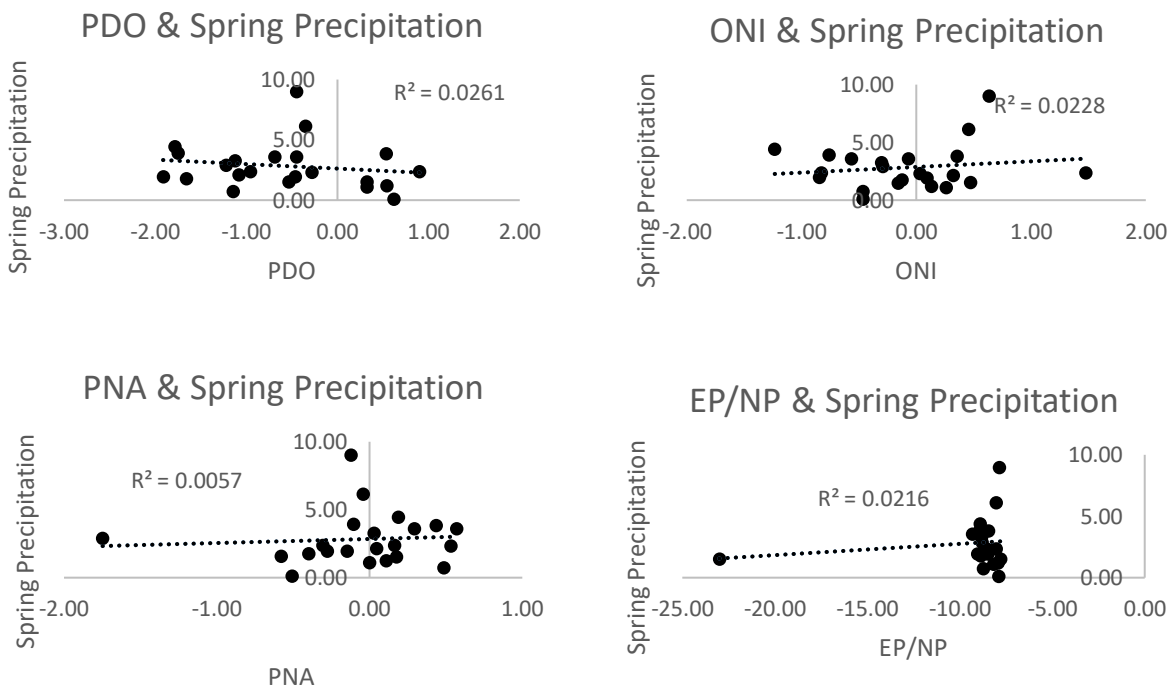 PDO & Spring Precipitation
Spring Precipitation
10.00
5.00
0.00
R² = 0.0261
-3.00 -2.00 -1.00 0.00 1.00 2.00
PDO
ONI & Spring Precipitation
Spring Precipitation
10.00
5.00
0.00
R² = 0.0228
-2.00 -1.00 0.00 1.00 2.00
ONI
PNA & Spring Precipitation
Spring Precipitation
10.00
5.00
0.00
R² = 0.0057
-2.00 -1.00 0.00 1.00
PNA
EP/NP & Spring Precipitation
Spring Precipitation
10.00
5.00
0.00
R² = 0.0216
-25.00 -20.00 -15.00 -10.00 -5.00 0.00
EP/NP